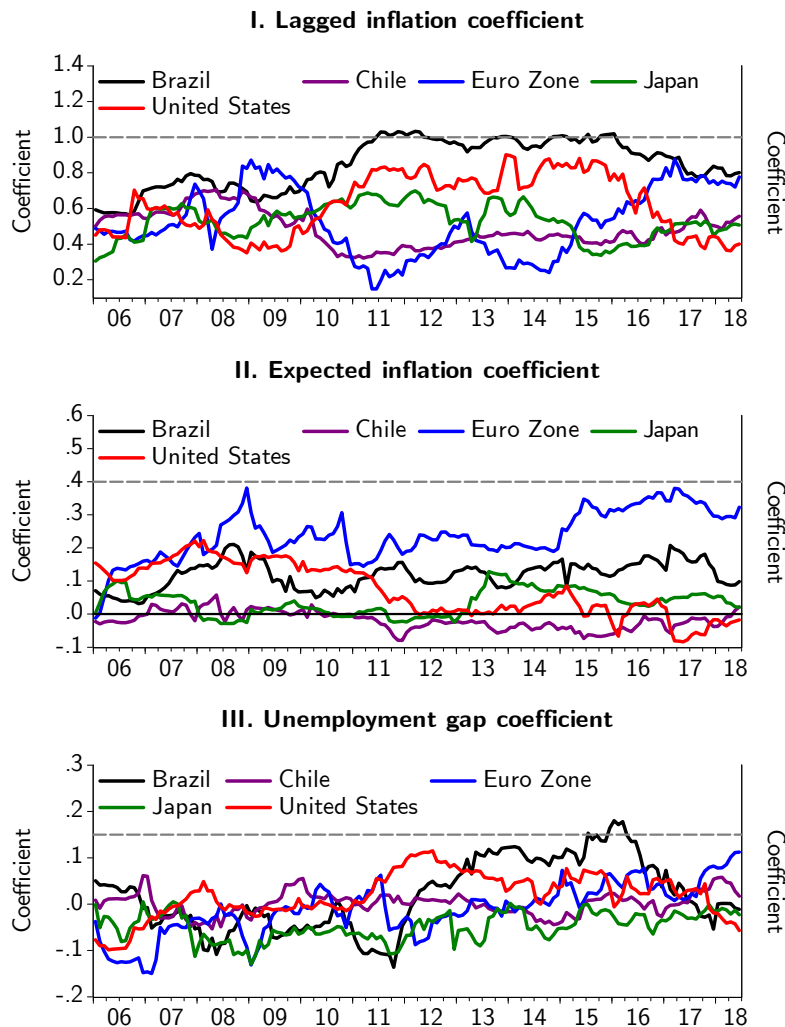 I. Lagged inflation coefficient
1.4
1.2
1.0
0.8
0.6
0.4
0.2
Coefficient
Coefficient
Brazil Chile Euro Zone Japan
United States
06 07 08 09 10 11 12 13 14 15 16 17 18
II. Expected inflation coefficient
.6
.5
.4
.3
.2
.1
.0
-.1
Coefficient
Coefficient
Brazil Chile Euro Zone Japan
United States
06 07 08 09 10 11 12 13 14 15 16 17 18
III. Unemployment gap coefficient
.3
.2
.1
.0
-.1
-.2
Coefficient
Coefficient
Brazil Chile Euro Zone
Japan United States
06 07 08 09 10 11 12 13 14 15 16 17 18